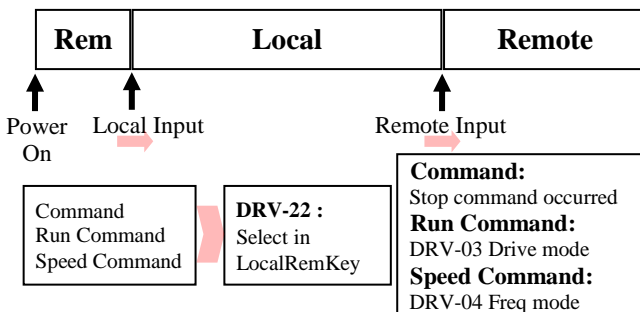 Rem Local Remote
Power On
Local Input
Remote Input
Command
Run Command
Speed Command
DRV-22 :
Select in
LocalRemKey
Command:
Stop command occurred
Run Command:
DRV-03 Drive mode
Speed Command:
DRV-04 Freq mode